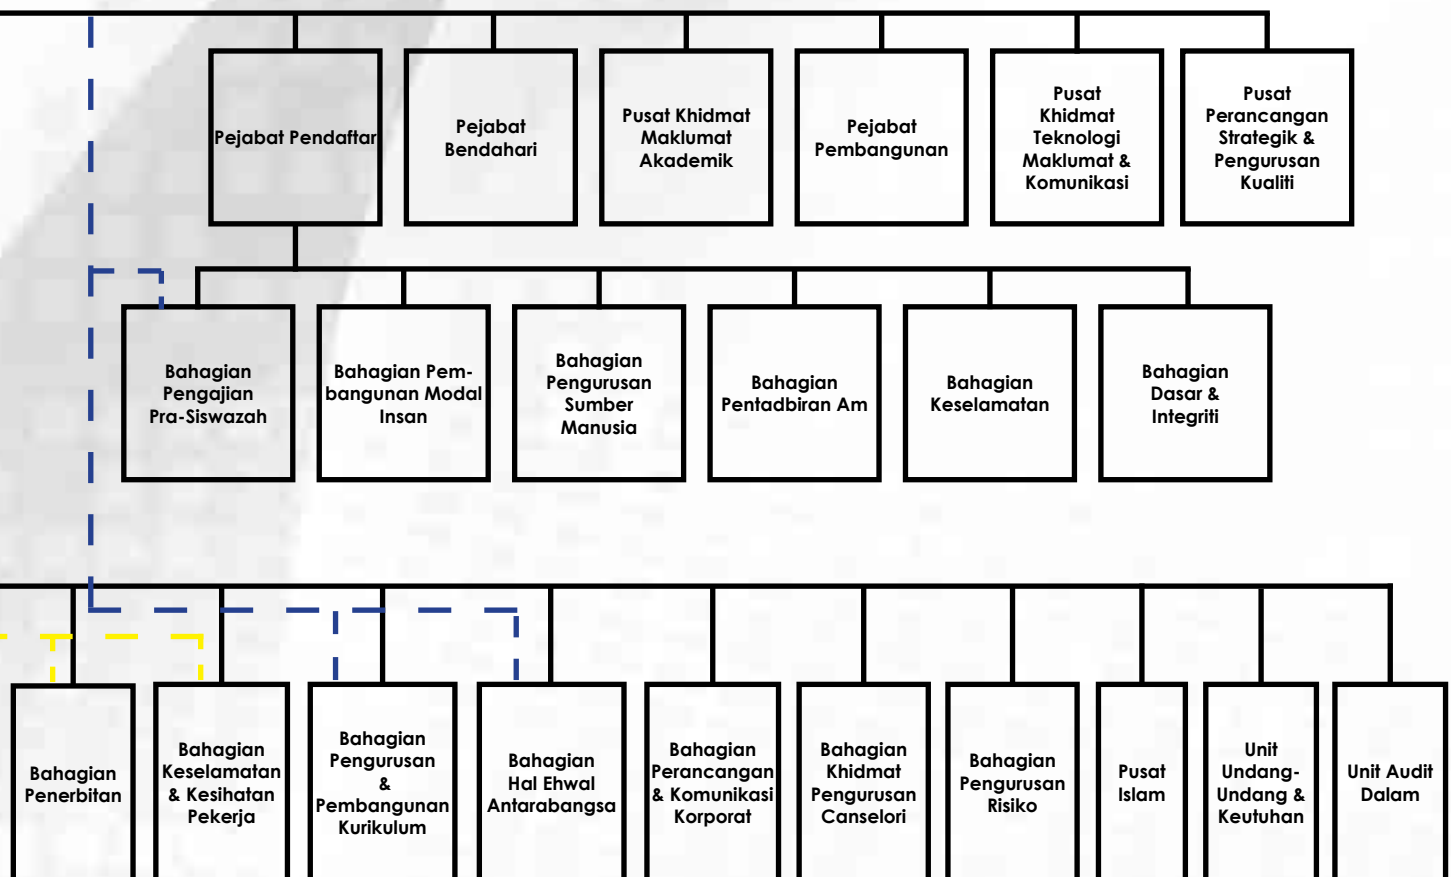 Pejabat Pendaftar
Pejabat
Bendahari
Pusat Khidmat
Maklumat
Akademik
Pejabat
Pembangunan
Pusat
Khidmat
Teknologi
Maklumat &
Komunikasi
Pusat
Perancangan
Strategik &
Pengurusan
Kualiti
Bahagian
Pengajian
Pra-Siswazah
Bahagian Pem-
bangunan Modal
Insan
Bahagian
Pengurusan
Sumber
Manusia
Bahagian
Pentadbiran Am
Bahagian
Keselamatan
Bahagian
Dasar &
Integriti
Bahagian
Penerbitan
Bahagian
Keselamatan
& Kesihatan
Pekerja
Bahagian
Pengurusan
&
Pembangunan
Kurikulum
Bahagian
Hal Ehwal
Antarabangsa
Bahagian
Perancangan
& Komunikasi
Korporat
Bahagian
Khidmat
Pengurusan
Canselori
Bahagian
Pengurusan
Risiko
Pusat
Islam
Unit
Undang-
Undang &
Keutuhan
Unit Audit
Dalam